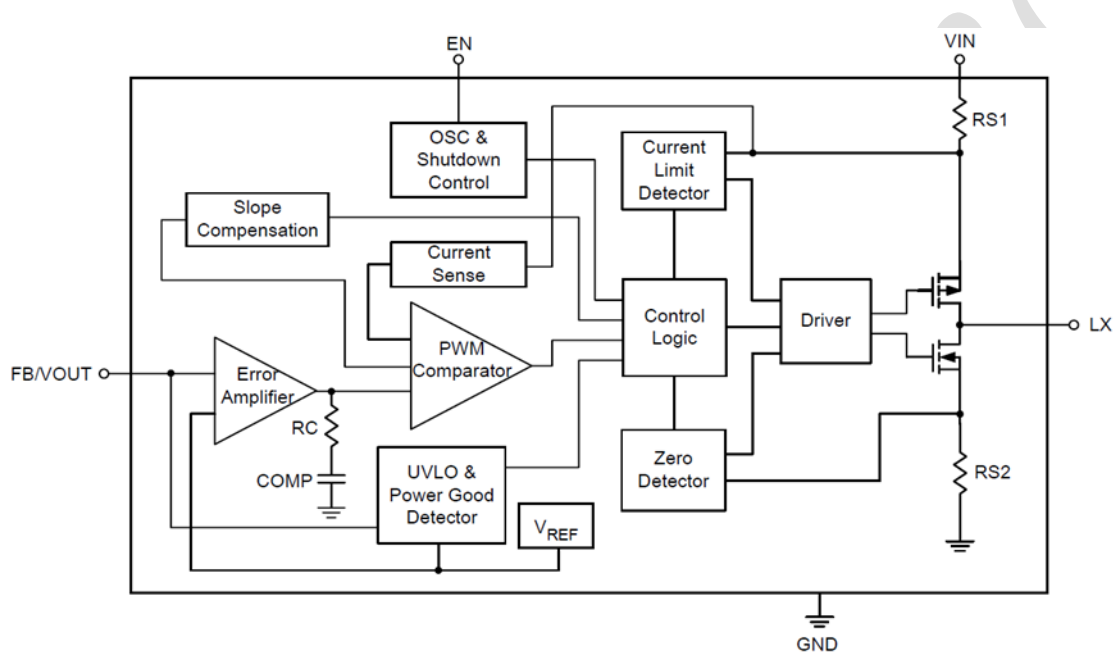 EN
VIN
RS1
OSC &
Shutdown
Control
Current
Limit
Detector
Slope
Compensation
Current
Sense
Control
Logic
Driver
LX
PWM
Comparator
FB/VOUT
Error
Amplifier
RC
COMP
UVLO &
Power Good
Detector
VREF
Zero
Detector
RS2
GND